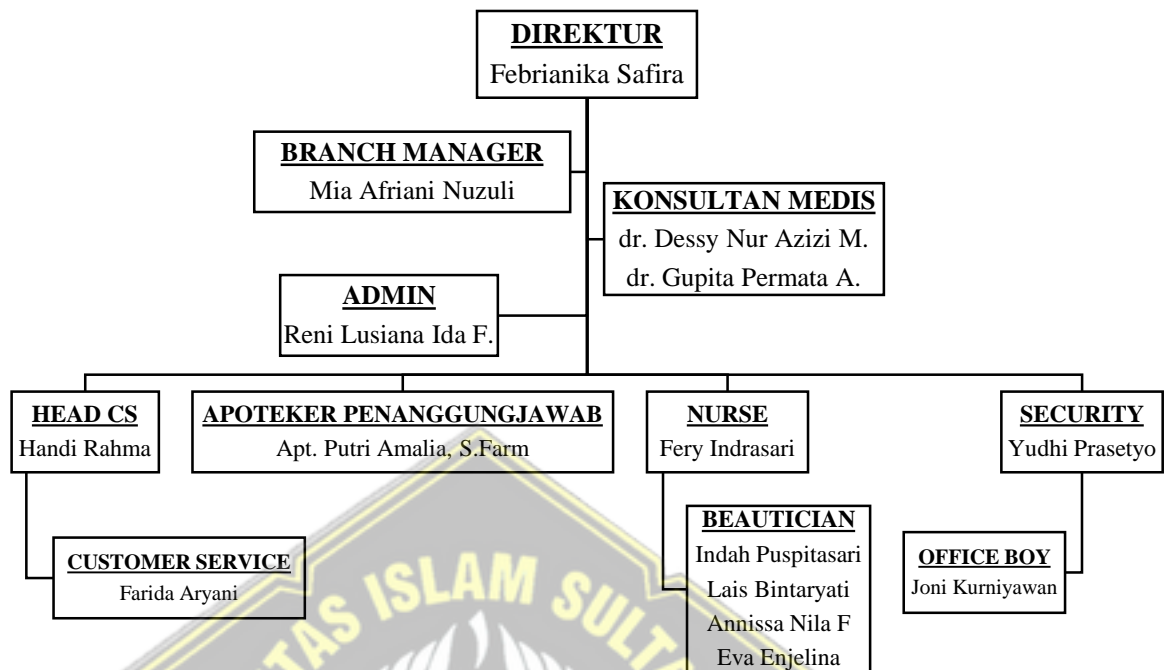 DIREKTUR
Febrianika Safira
BRANCH MANAGER
Mia Afriani Nuzuli
KONSULTAN MEDIS
dr. Dessy Nur Azizi M.
dr. Gupita Permata A.
ADMIN
Reni Lusiana Ida F.
HEAD CS
Handi Rahma
APOTEKER PENANGGUNGJAWAB
Apt. Putri Amalia, S.Farm
NURSE
Fery Indrasari
SECURITY
Yudhi Prasetyo
CUSTOMER SERVICE
Farida Aryani
BEAUTICIAN
Indah Puspitasari
Lais Bintaryati
Annissa Nila F
Eva Enjelina
OFFICE BOY
Joni Kurniyawan
ISLAM